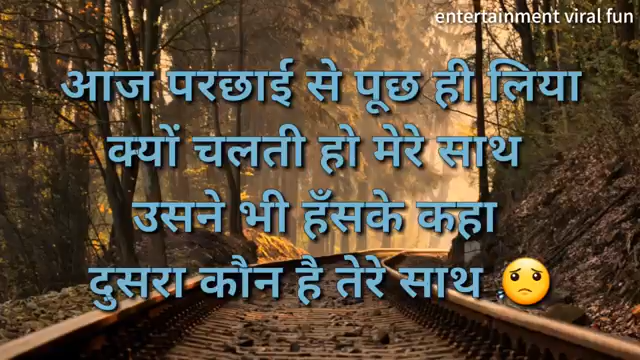 entertainment viral fun
आज परछाई से पूछ ही लिया
क्यों चलती हो मेरे साथ
उसने भी हँसके कहा
दुसरा कौन है तेरे साथ 😟